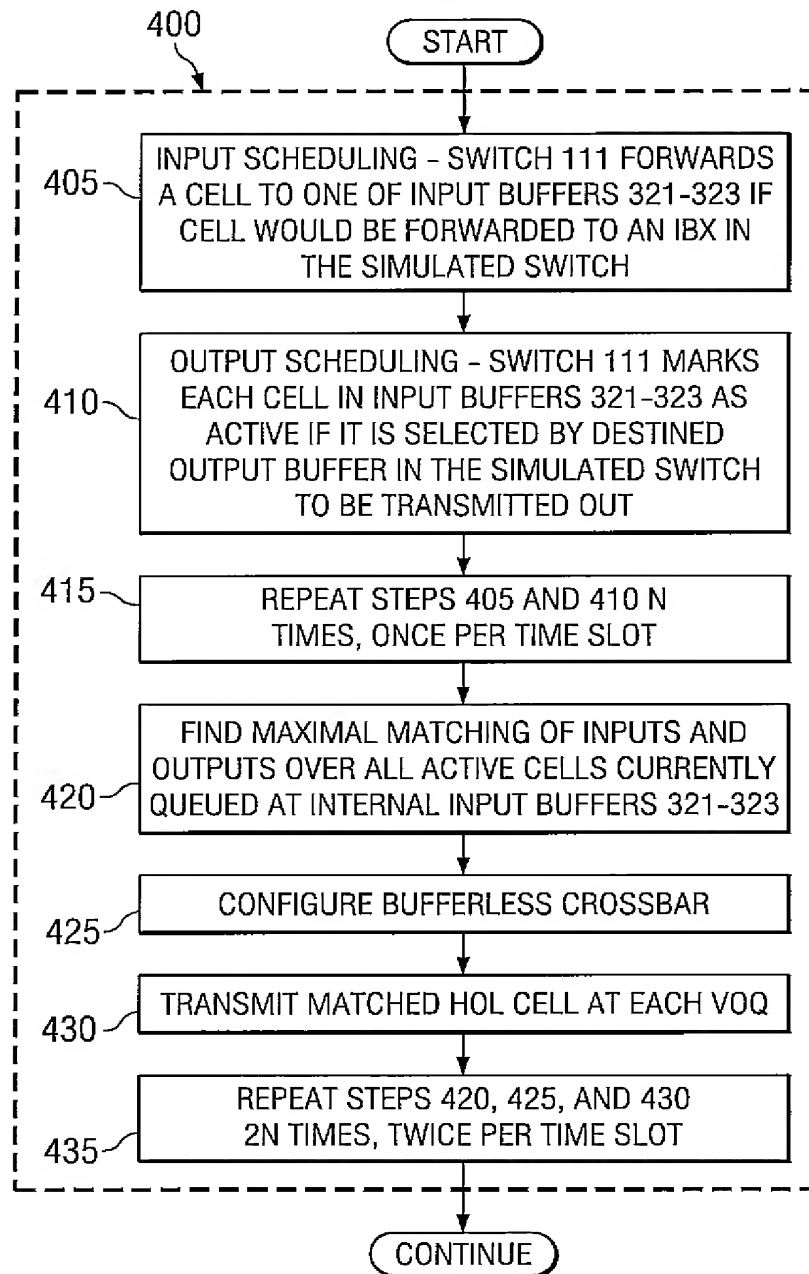 400
START
405
INPUT SCHEDULING - SWITCH 111 FORWARDS
A CELL TO ONE OF INPUT BUFFERS 321-323 IF
CELL WOULD BE FORWARDED TO AN IBX IN
THE SIMULATED SWITCH
410
OUTPUT SCHEDULING - SWITCH 111 MARKS
EACH CELL IN INPUT BUFFERS 321-323 AS
ACTIVE IF IT IS SELECTED BY DESTINED
OUTPUT BUFFER IN THE SIMULATED SWITCH
TO BE TRANSMITTED OUT
415
REPEAT STEPS 405 AND 410 N
TIMES, ONCE PER TIME SLOT
420
FIND MAXIMAL MATCHING OF INPUTS AND
OUTPUTS OVER ALL ACTIVE CELLS CURRENTLY
QUEUED AT INTERNAL INPUT BUFFERS 321-323
425
CONFIGURE BUFFERLESS CROSSBAR
430
TRANSMIT MATCHED HOL CELL AT EACH VOQ
435
REPEAT STEPS 420, 425, AND 430
2N TIMES, TWICE PER TIME SLOT
CONTINUE